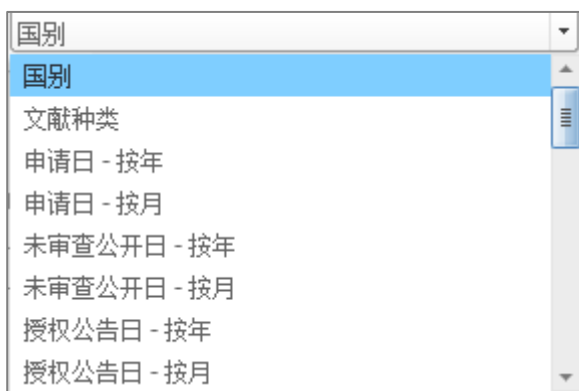 国别
国别
文献种类
申请日 - 按年
申请日 - 按月
未审查公开日 - 按年
未审查公开日 - 按月
授权公告日 - 按年
授权公告日 - 按月